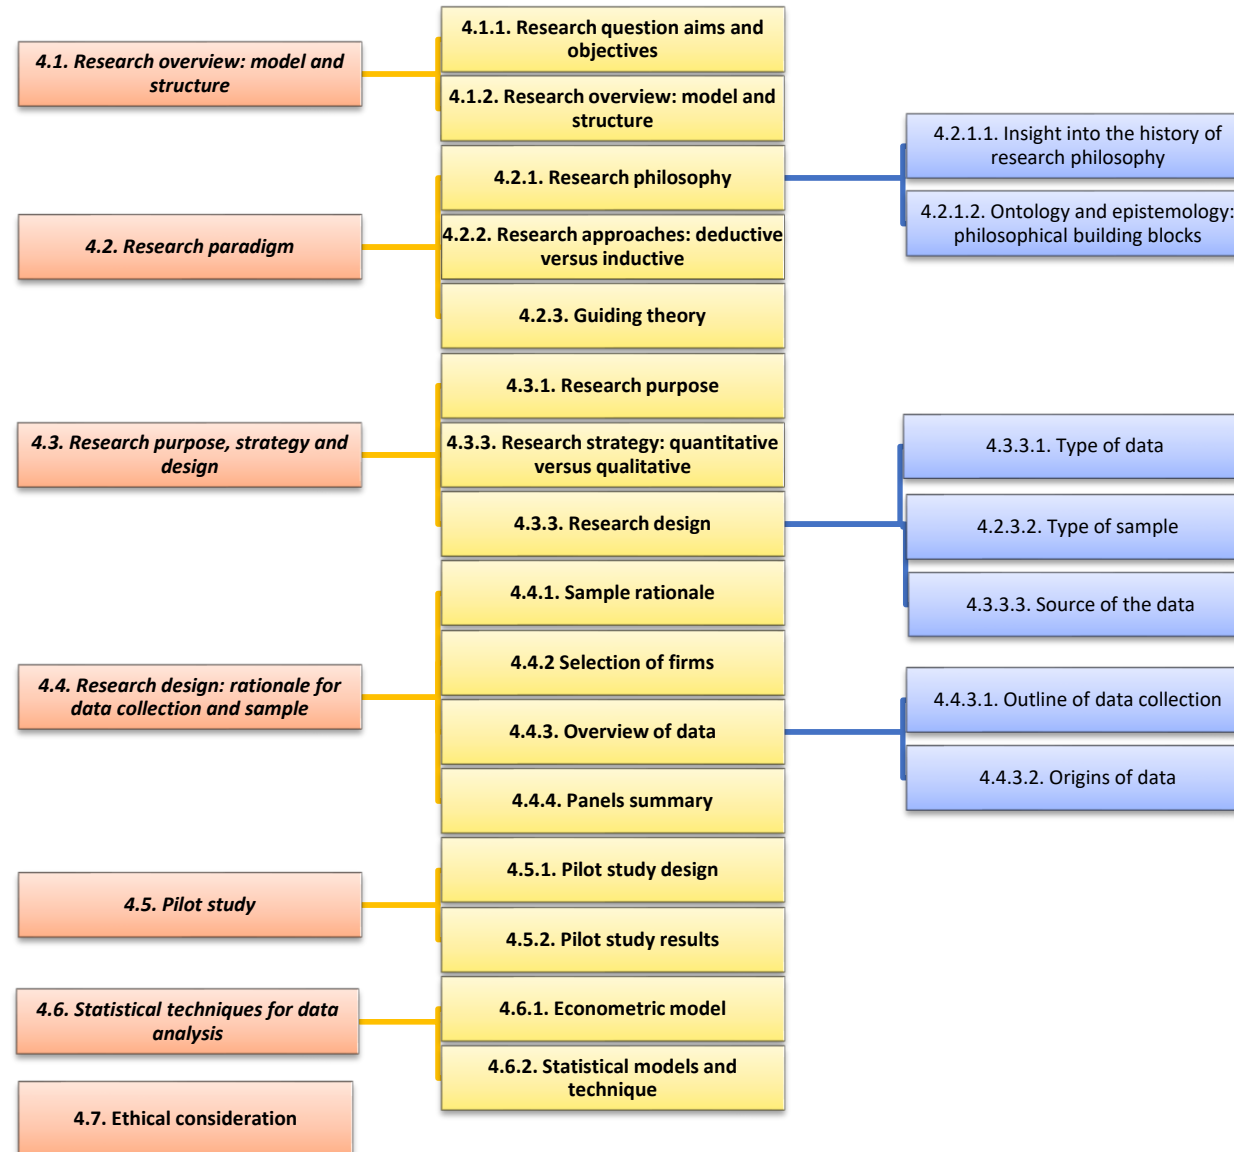 4.1. Research overview: model and
structure
4.1.1. Research question aims and
objectives
4.1.2. Research overview: model and
structure
4.2. Research paradigm
4.2.1. Research philosophy
4.2.1.1. Insight into the history of
research philosophy
4.2.1.2. Ontology and epistemology:
philosophical building blocks
4.2.2. Research approaches: deductive
versus inductive
4.2.3. Guiding theory
4.3. Research purpose, strategy and
design
4.3.1. Research purpose
4.3.3. Research strategy: quantitative
versus qualitative
4.3.3. Research design
4.3.3.1. Type of data
4.2.3.2. Type of sample
4.3.3.3. Source of the data
4.4. Research design: rationale for
data collection and sample
4.4.1. Sample rationale
4.4.2 Selection of firms
4.4.3. Overview of data
4.4.3.1. Outline of data collection
4.4.3.2. Origins of data
4.4.4. Panels summary
4.5. Pilot study
4.5.1. Pilot study design
4.5.2. Pilot study results
4.6. Statistical techniques for data
analysis
4.6.1. Econometric model
4.6.2. Statistical models and
technique
4.7. Ethical consideration